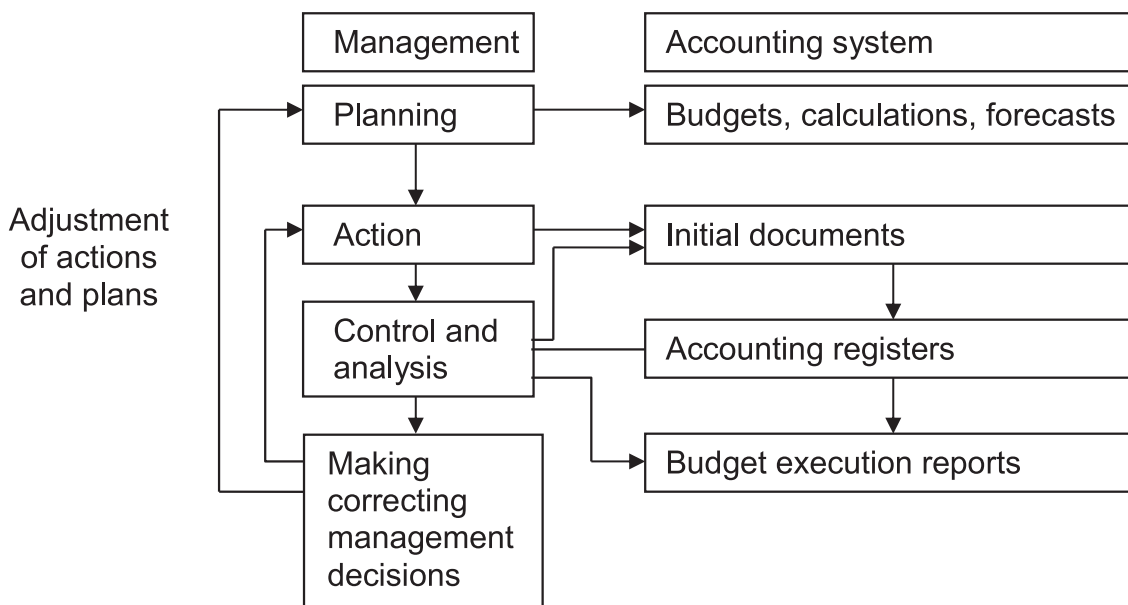 Management
Accounting system
Planning
Budgets, calculations, forecasts
Adjustment
of actions
and plans
Action
Initial documents
Control and
analysis
Accounting registers
Making
correcting
management
decisions
Budget execution reports